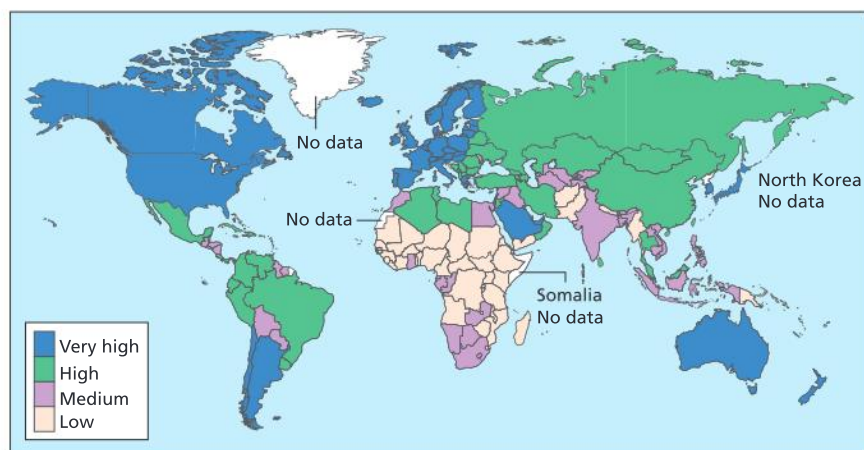 No data
North Korea
No data
No data
Somalia
No data
Very high
High
Medium
Low